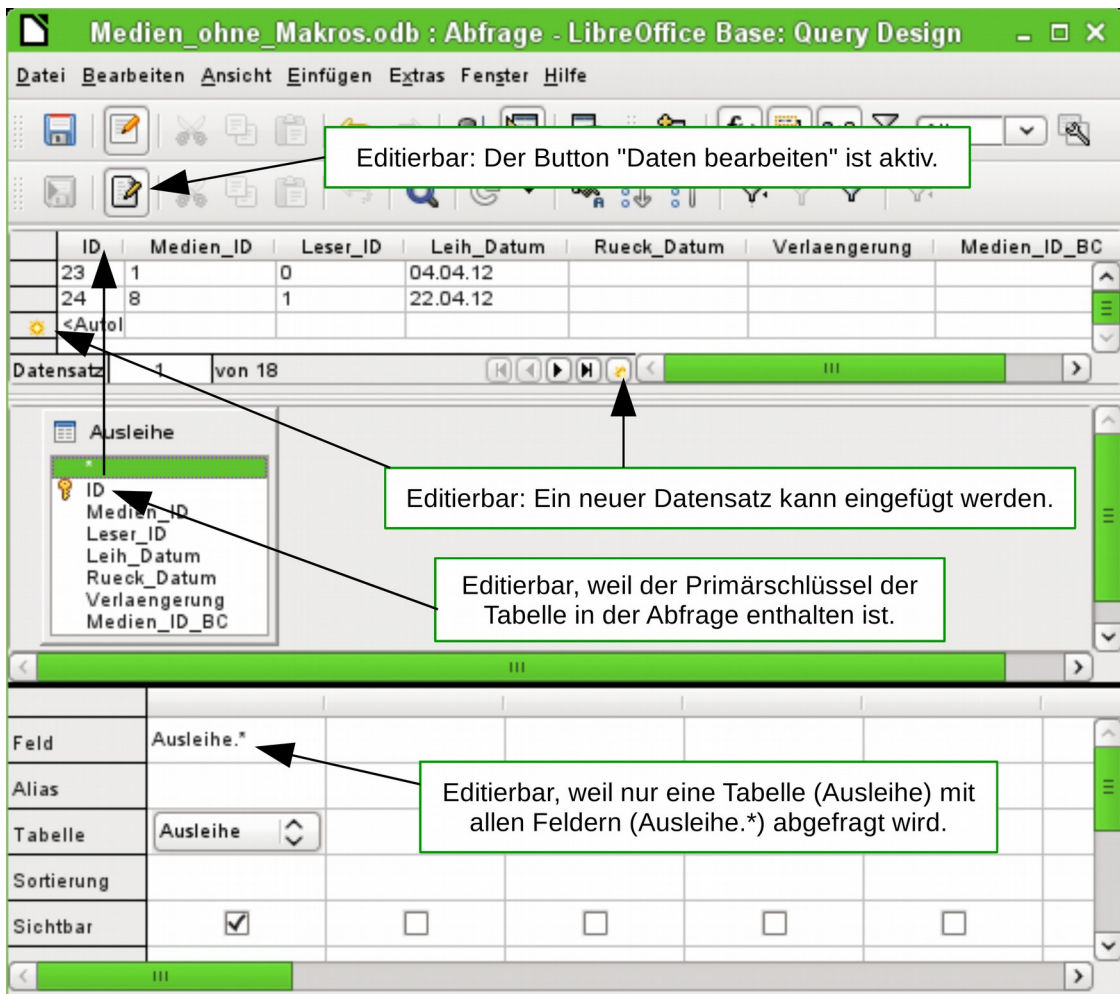 Medien_ohne_Makros.odb : Abfrage - LibreOffice Base: Query Design
Datei Bearbeiten Ansicht Einfügen Extras Fenster Hilfe
Editierbar: Der Button "Daten bearbeiten" ist aktiv.
ID Medien_ID Leser_ID Leih_Datum Rueck_Datum Verlaengerung Medien_ID_BC
23 1 0 04.04.12
24 8 1 22.04.12
Datensatz 1 von 18
Ausleihe
*
ID
Medien_ID
Leser_ID
Leih_Datum
Rueck_Datum
Verlaengerung
Medien_ID_BC
Editierbar: Ein neuer Datensatz kann eingefügt werden.
Editierbar, weil der Primärschlüssel der
Tabelle in der Abfrage enthalten ist.
Feld Ausleihe.*
Alias
Tabelle Ausleihe
Sortierung
Sichtbar
Editierbar, weil nur eine Tabelle (Ausleihe) mit
allen Feldern (Ausleihe.*) abgefragt wird.